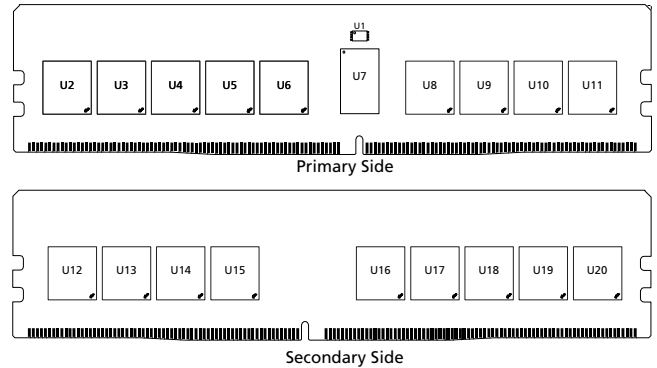 U1
U2 U3 U4 U5 U6 U7 U8 U9 U10 U11
Primary Side
U12 U13 U14 U15 U16 U17 U18 U19 U20
Secondary Side